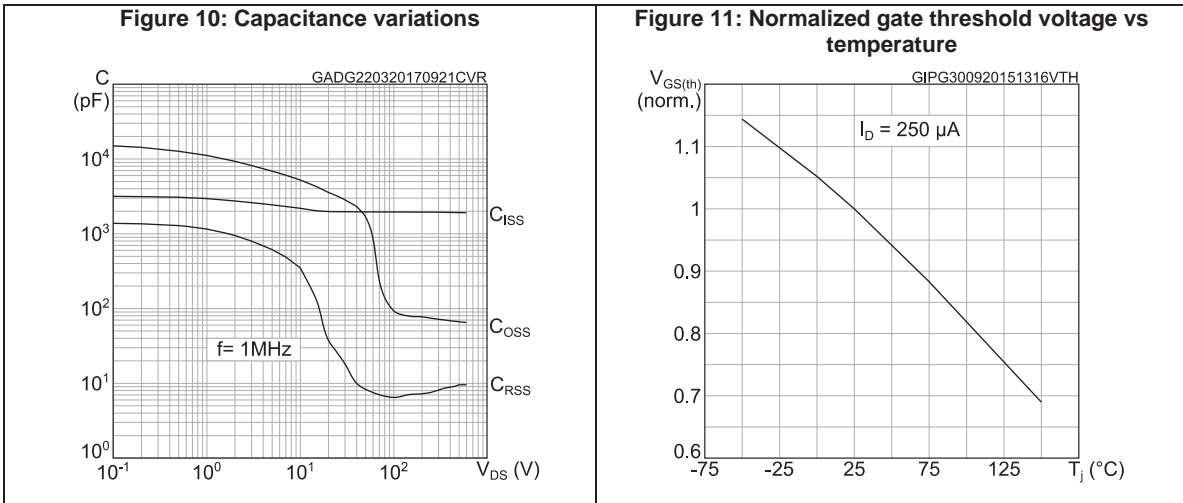 Figure 10: Capacitance variations
C
(pF)
GADG220320170921CVR
10^4
10^3
10^2
10^1
10^0
C_ISS
C_OSS
C_RSS
f= 1MHz
10^-1
10^0
10^1
10^2
V_DS (V)
Figure 11: Normalized gate threshold voltage vs
temperature
V_GS(th)
(norm.)
GIPG300920151316VTH
I_D = 250 µA
1.1
1
0.9
0.8
0.7
0.6
-75
-25
25
75
125
T_j (°C)